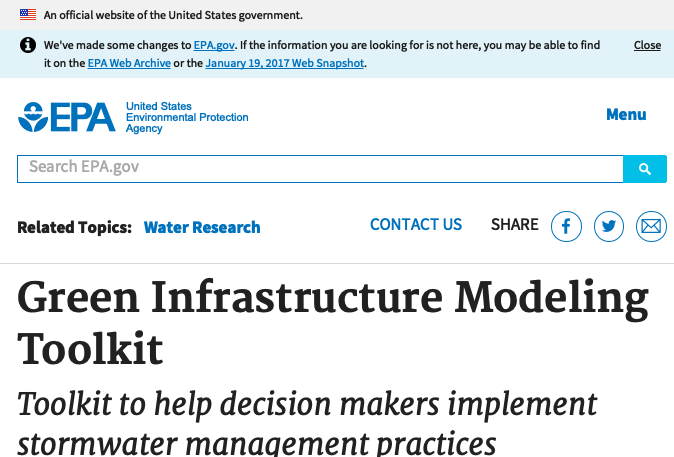 An official website of the United States government.
We've made some changes to EPA.gov. If the information you are looking for is not here, you may be able to find
it on the EPA Web Archive or the January 19, 2017 Web Snapshot.
Close
EPA
United States
Environmental Protection
Agency
Menu
Search EPA.gov
Related Topics: Water Research
CONTACT US
SHARE
Green Infrastructure Modeling
Toolkit
Toolkit to help decision makers implement
stormwater management practices